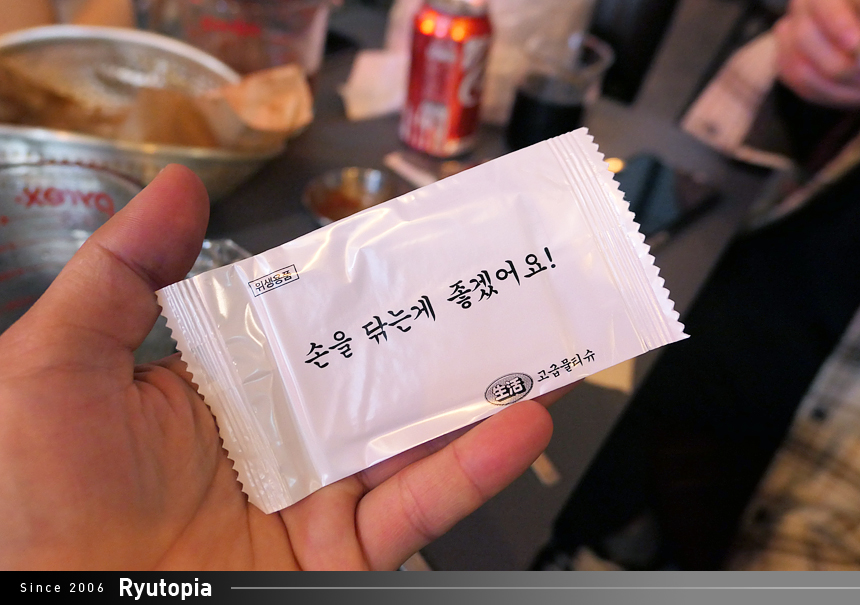 위생용품
손을 닦는게 좋겠어요!
生活 고급물티슈
Since 2006 Ryutopia